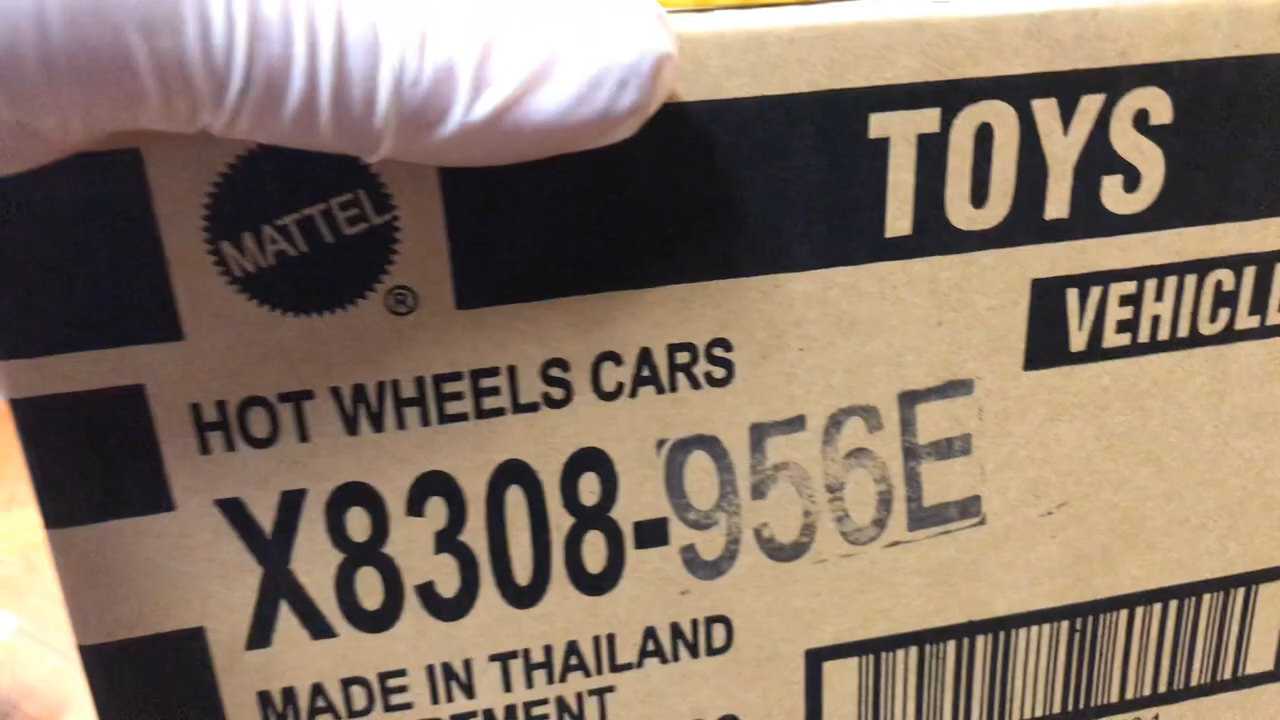 TOYS
MATTEL
®
VEHICL
HOT WHEELS CARS
X8308-956E
MADE IN THAILAND